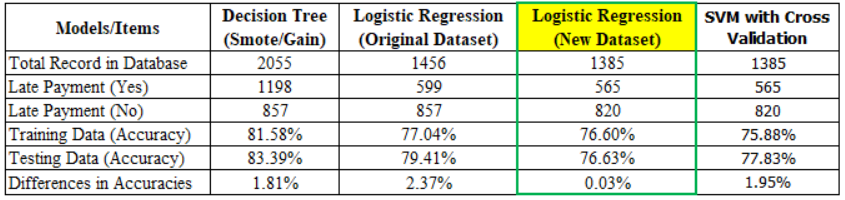 Models/Items Decision Tree (Smote/Gain) Logistic Regression (Original Dataset) Logistic Regression (New Dataset) SVM with Cross Validation
Total Record in Database 2055 1456 1385 1385
Late Payment (Yes) 1198 599 565 565
Late Payment (No) 857 857 820 820
Training Data (Accuracy) 81.58% 77.04% 76.60% 75.88%
Testing Data (Accuracy) 83.39% 79.41% 76.63% 77.83%
Differences in Accuracies 1.81% 2.37% 0.03% 1.95%